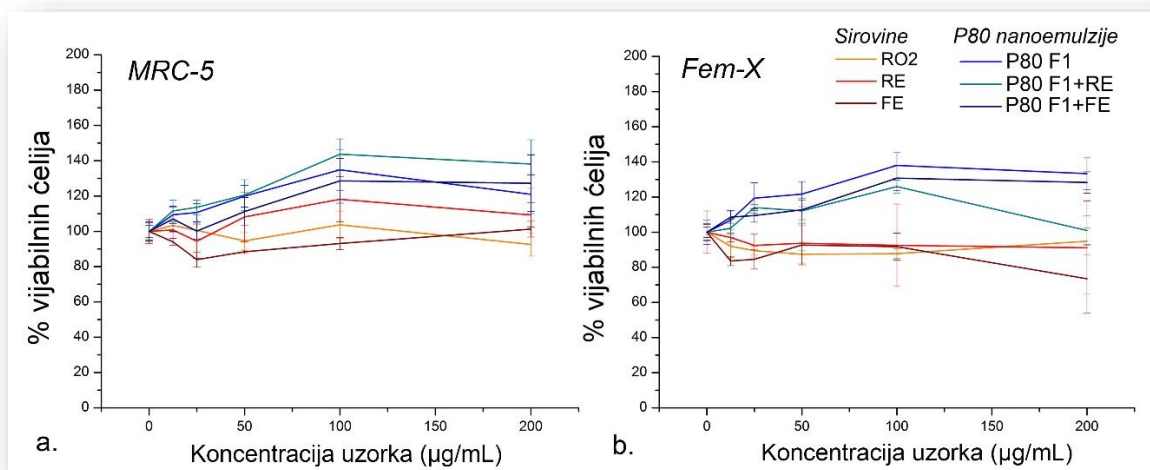 MRC-5
200
180
160
140
120
100
80
60
40
20
0
% vijabilnih ćelija
0 50 100 150 200
Koncentracija uzorka (µg/mL)
a.
Fem-X
Sirovine
RO2
RE
FE
P80 nanoemulzije
P80 F1
P80 F1+RE
P80 F1+FE
200
180
160
140
120
100
80
60
40
20
0
% vijabilnih ćelija
0 50 100 150 200
Koncentracija uzorka (µg/mL)
b.